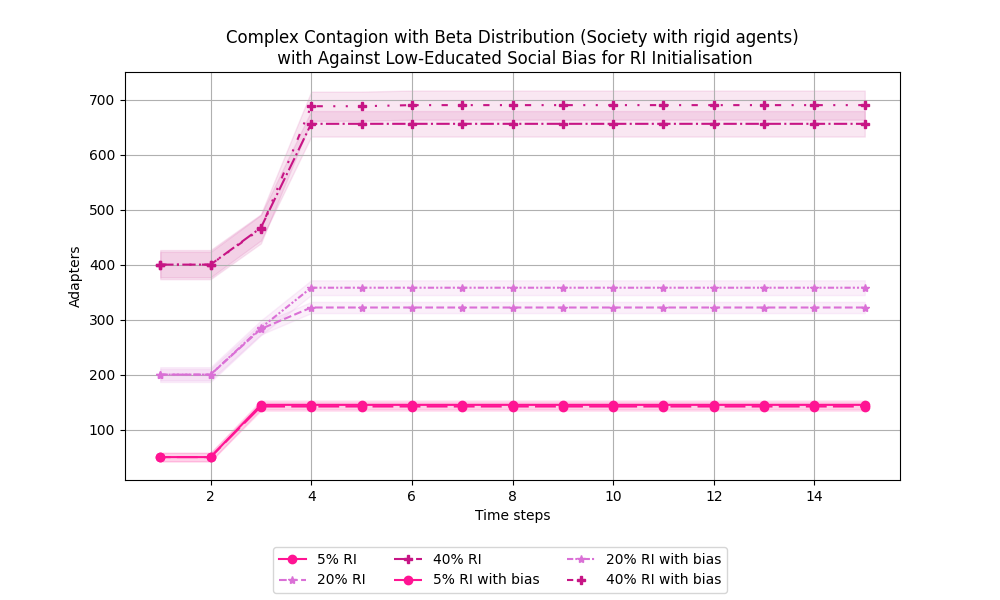 Complex Contagion with Beta Distribution (Society with rigid agents)
with Against Low-Educated Social Bias for RI Initialisation
700
600
500
400
300
200
100
Adapters
2 4 6 8 10 12 14
Time steps
5% RI 40% RI 20% RI with bias
20% RI 5% RI with bias 40% RI with bias